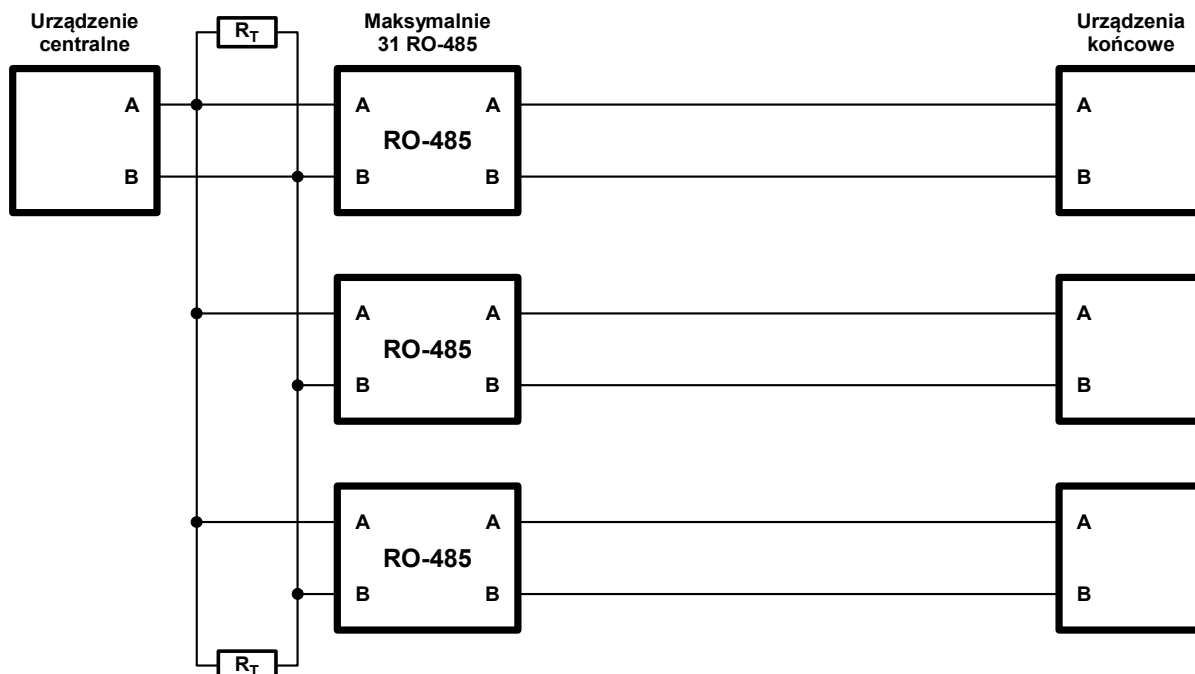 Urządzenie
centralne
R_T
Maksymalnie
31 RO-485
Urządzenia
końcowe
A
A
A
A
RO-485
B
B
B
B
A
A
A
RO-485
B
B
B
A
A
A
RO-485
B
B
B
R_T